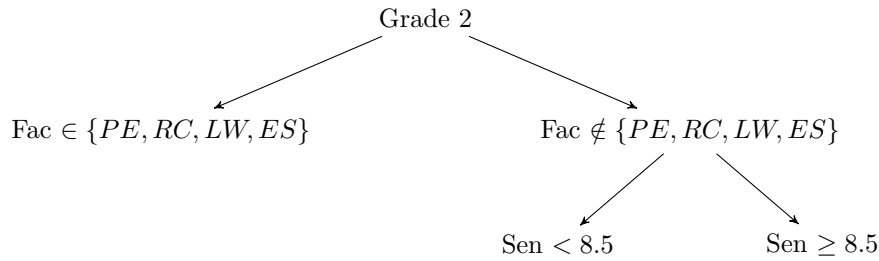 Grade 2
Fac ∈ {PE, RC, LW, ES}
Fac ∉ {PE, RC, LW, ES}
Sen < 8.5
Sen ≥ 8.5